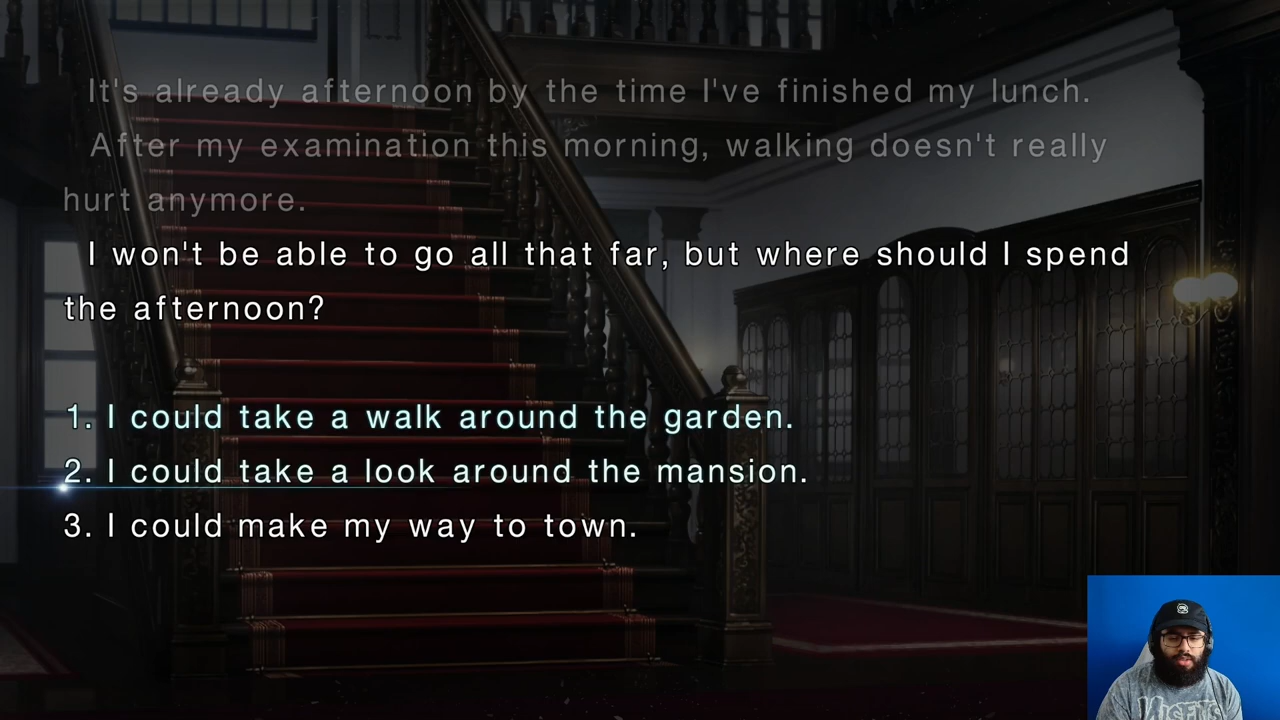 It's already afternoon by the time I've finished my lunch.
After my examination this morning, walking doesn't really
hurt anymore.
I won't be able to go all that far, but where should I spend
the afternoon?
1. I could take a walk around the garden.
2. I could take a look around the mansion.
3. I could make my way to town.
MISFITS